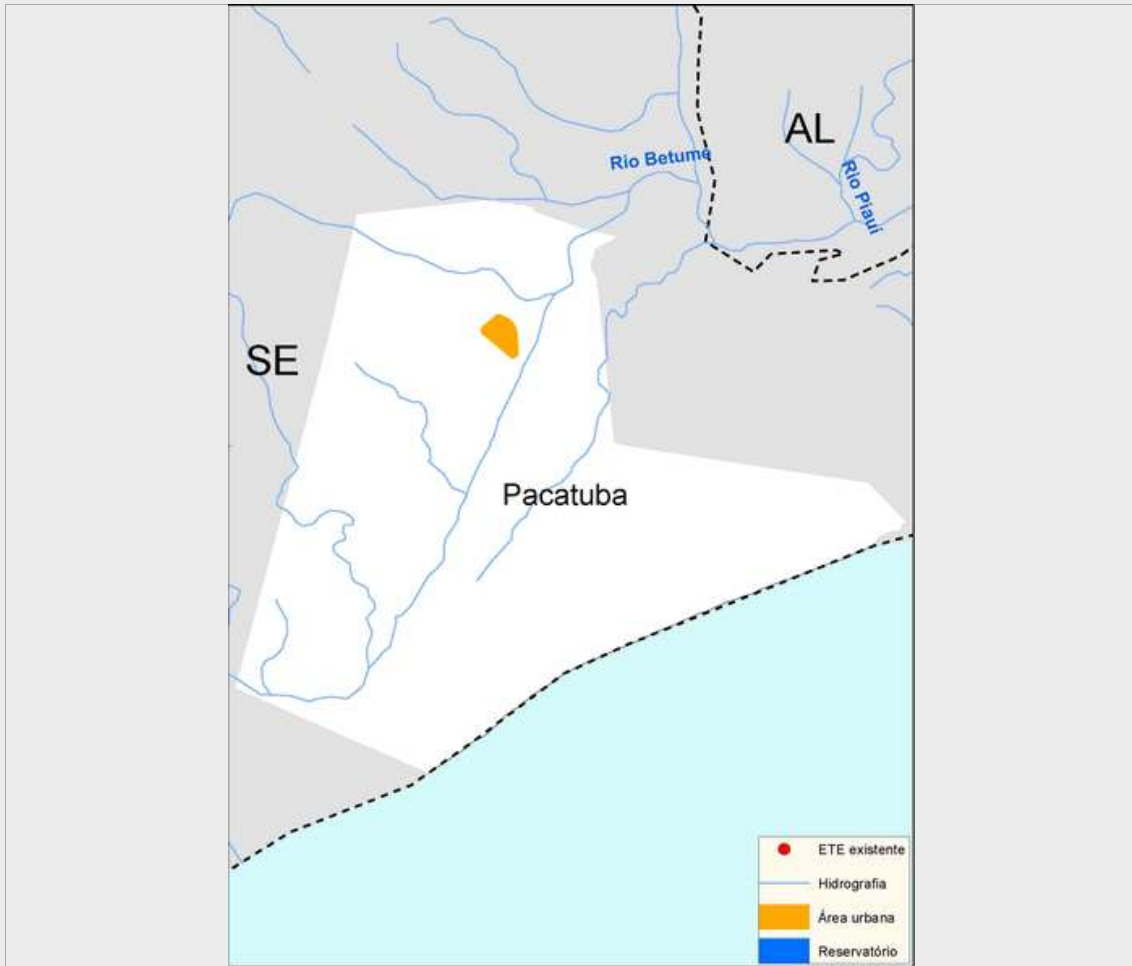 AL
Rio Betume
Rio Piauí
SE
Pacatuba
ETE existente
Hidrografia
Área urbana
Reservatório